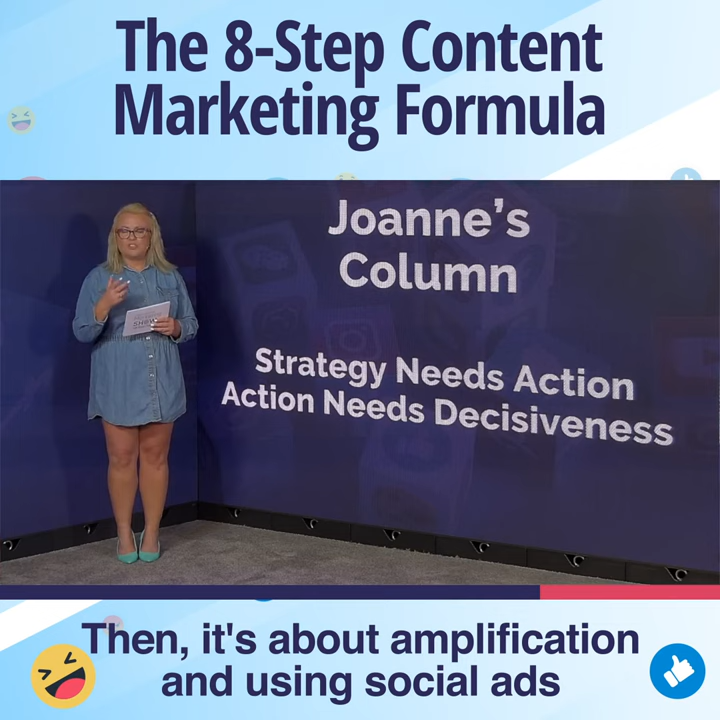 The 8-Step Content
Marketing Formula
Joanne's
Column
Strategy Needs Action
Action Needs Decisiveness
SHOW
Then, it's about amplification
and using social ads